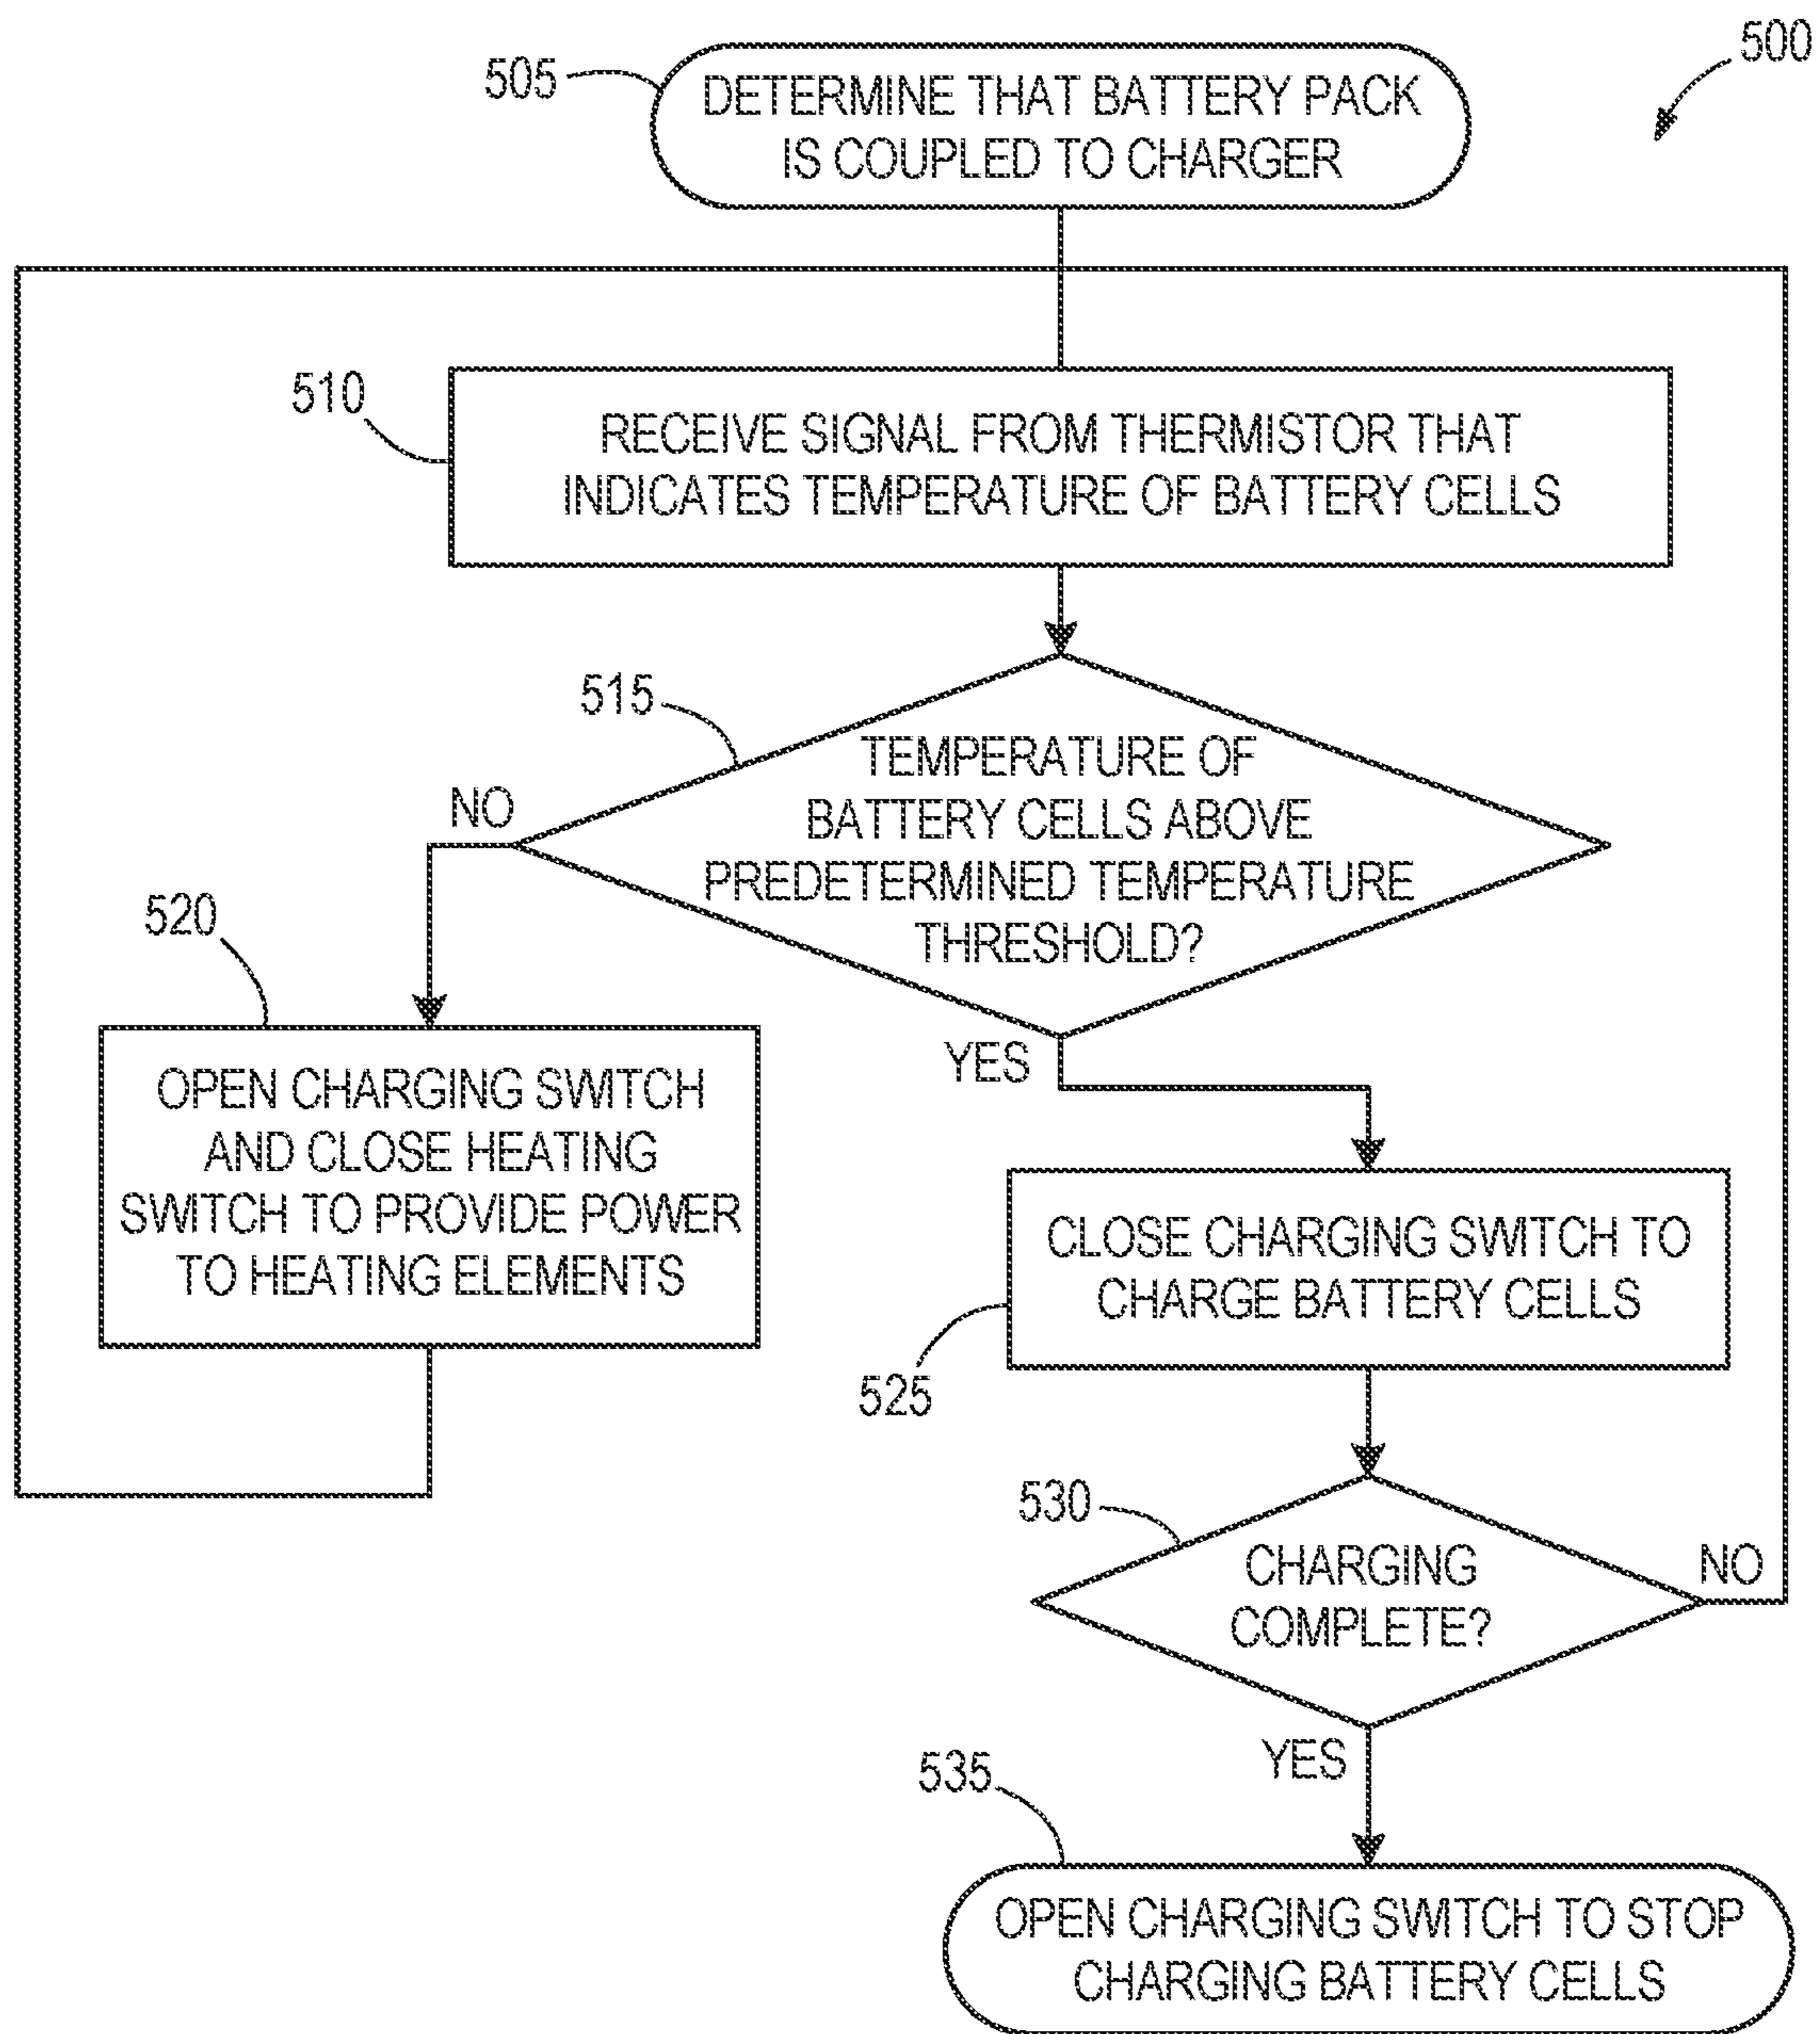 500
505
DETERMINE THAT BATTERY PACK
IS COUPLED TO CHARGER
510
RECEIVE SIGNAL FROM THERMISTOR THAT
INDICATES TEMPERATURE OF BATTERY CELLS
515
TEMPERATURE OF
BATTERY CELLS ABOVE
PREDETERMINED TEMPERATURE
THRESHOLD?
NO
520
OPEN CHARGING SWITCH
AND CLOSE HEATING
SWITCH TO PROVIDE POWER
TO HEATING ELEMENTS
YES
CLOSE CHARGING SWITCH TO
CHARGE BATTERY CELLS
525
530
CHARGING
COMPLETE?
NO
YES
535
OPEN CHARGING SWITCH TO STOP
CHARGING BATTERY CELLS